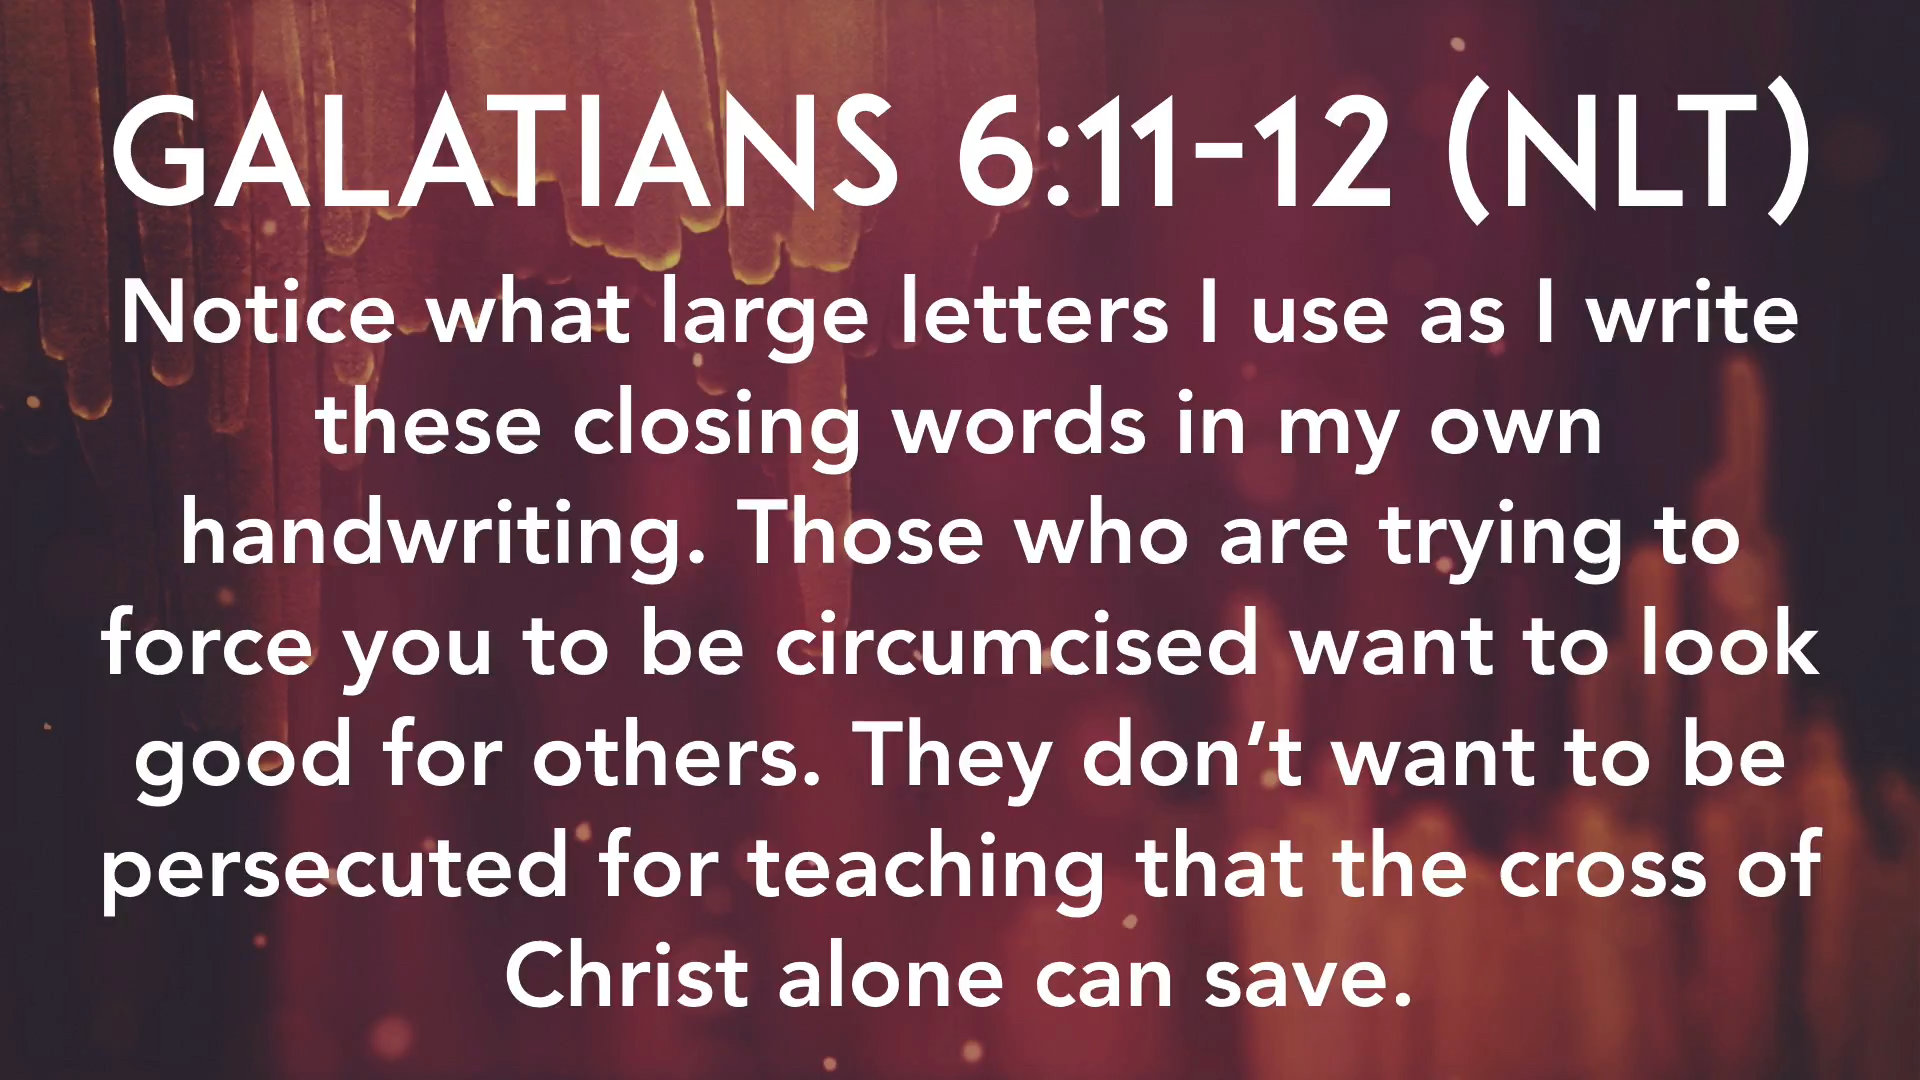 GALATIANS 6:11-12 (NLT)
Notice what large letters I use as I write
these closing words in my own
handwriting. Those who are trying to
force you to be circumcised want to look
good for others. They don’t want to be
persecuted for teaching that the cross of
Christ alone can save.